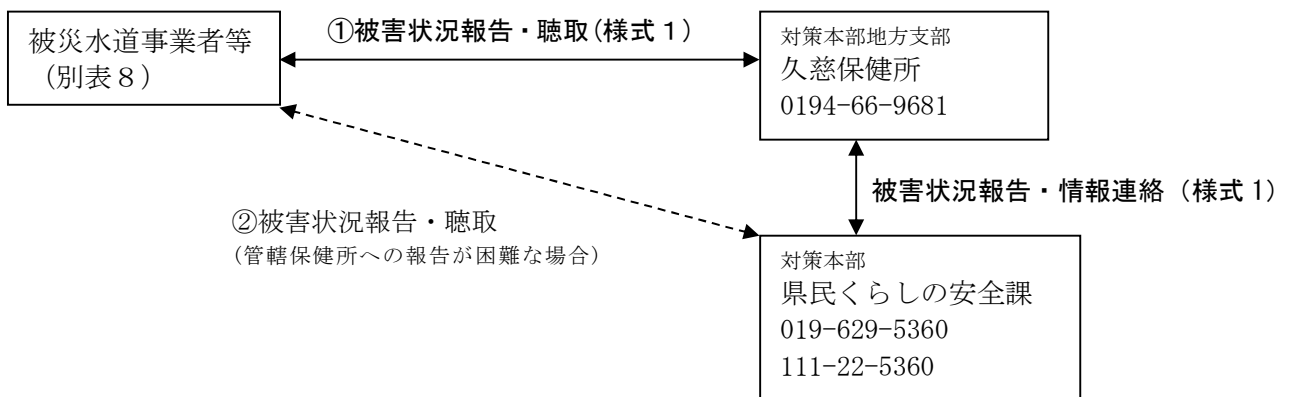 被災水道事業者等
（別表８）
①被害状況報告・聴取(様式１)
対策本部地方支部
久慈保健所
0194-66-9681
被害状況報告・情報連絡（様式１）
②被害状況報告・聴取
(管轄保健所への報告が困難な場合)
対策本部
県民くらしの安全課
019-629-5360
111-22-5360